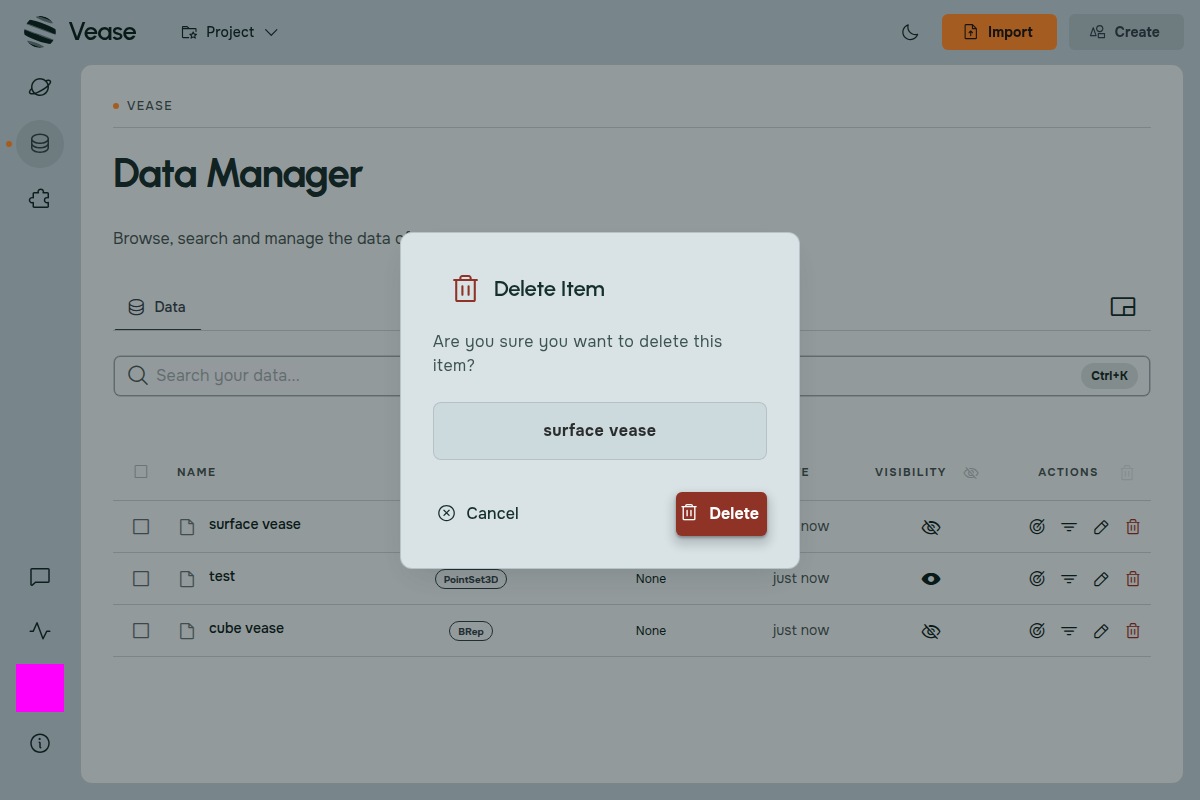 Vease
Project
Import
Create
VEASE
Data Manager
Browse, search and manage the data
Data
Search your data...
Ctrl+K
Delete Item
Are you sure you want to delete this
item?
surface vease
Cancel
Delete
NAME
VISIBILITY
ACTIONS
surface vease
now
test
PointSet3D
None
just now
cube vease
BRep
None
just now